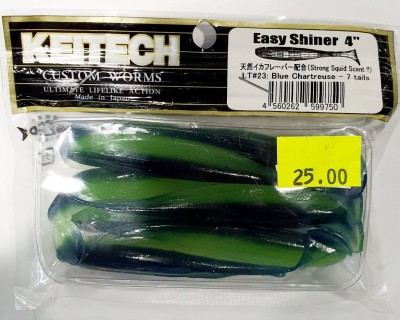 KEITECH
CUSTOM WORMS
ULTIMATE LIFELIKE ACTION
Made in Japan
Easy Shiner 4"
天然イカフレーバー配合(Strong Squid Scent!!)
LT#23: Blue Chartreuse - 7 tails
4 560262 599750
25.00